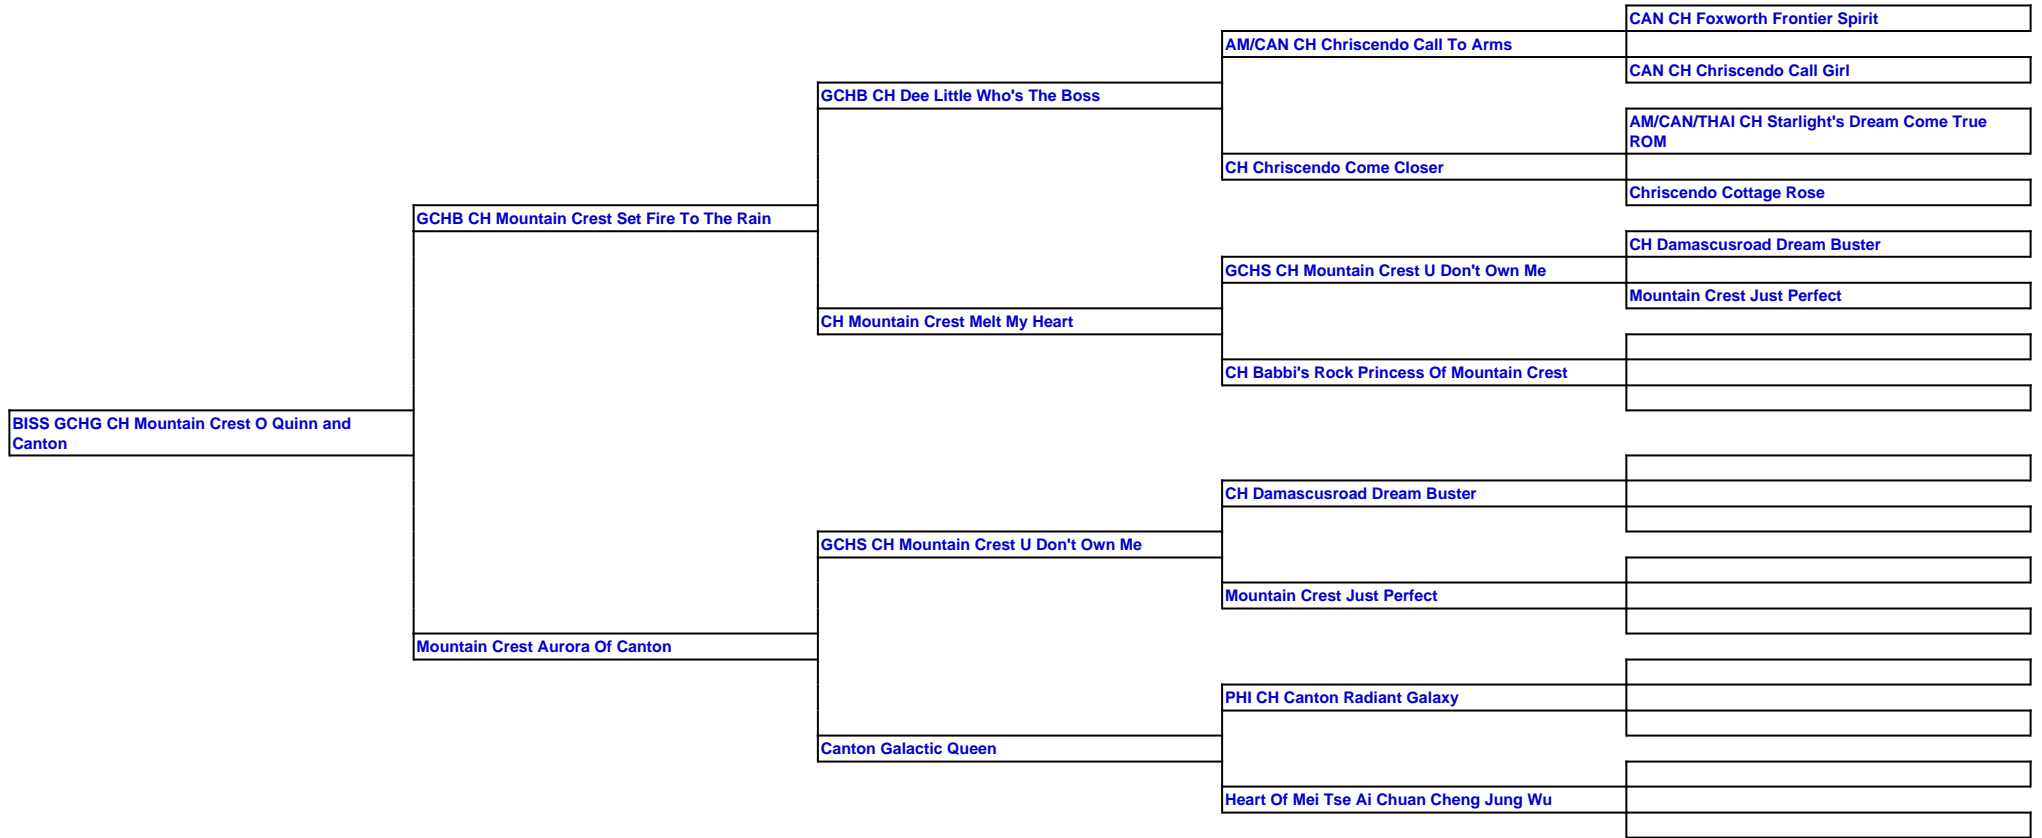 CAN CH Foxworth Frontier Spirit
AM/CAN CH Chriscendo Call To Arms
CAN CH Chriscendo Call Girl
GCHB CH Dee Little Who's The Boss
AM/CAN/THAI CH Starlight's Dream Come True
ROM
CH Chriscendo Come Closer
Chriscendo Cottage Rose
GCHB CH Mountain Crest Set Fire To The Rain
CH Damascusroad Dream Buster
GCHS CH Mountain Crest U Don't Own Me
Mountain Crest Just Perfect
CH Mountain Crest Melt My Heart
CH Babbi's Rock Princess Of Mountain Crest
BISS GCHG CH Mountain Crest O Quinn and
Canton
CH Damascusroad Dream Buster
GCHS CH Mountain Crest U Don't Own Me
Mountain Crest Just Perfect
Mountain Crest Aurora Of Canton
PHI CH Canton Radiant Galaxy
Canton Galactic Queen
Heart Of Mei Tse Ai Chuan Cheng Jung Wu